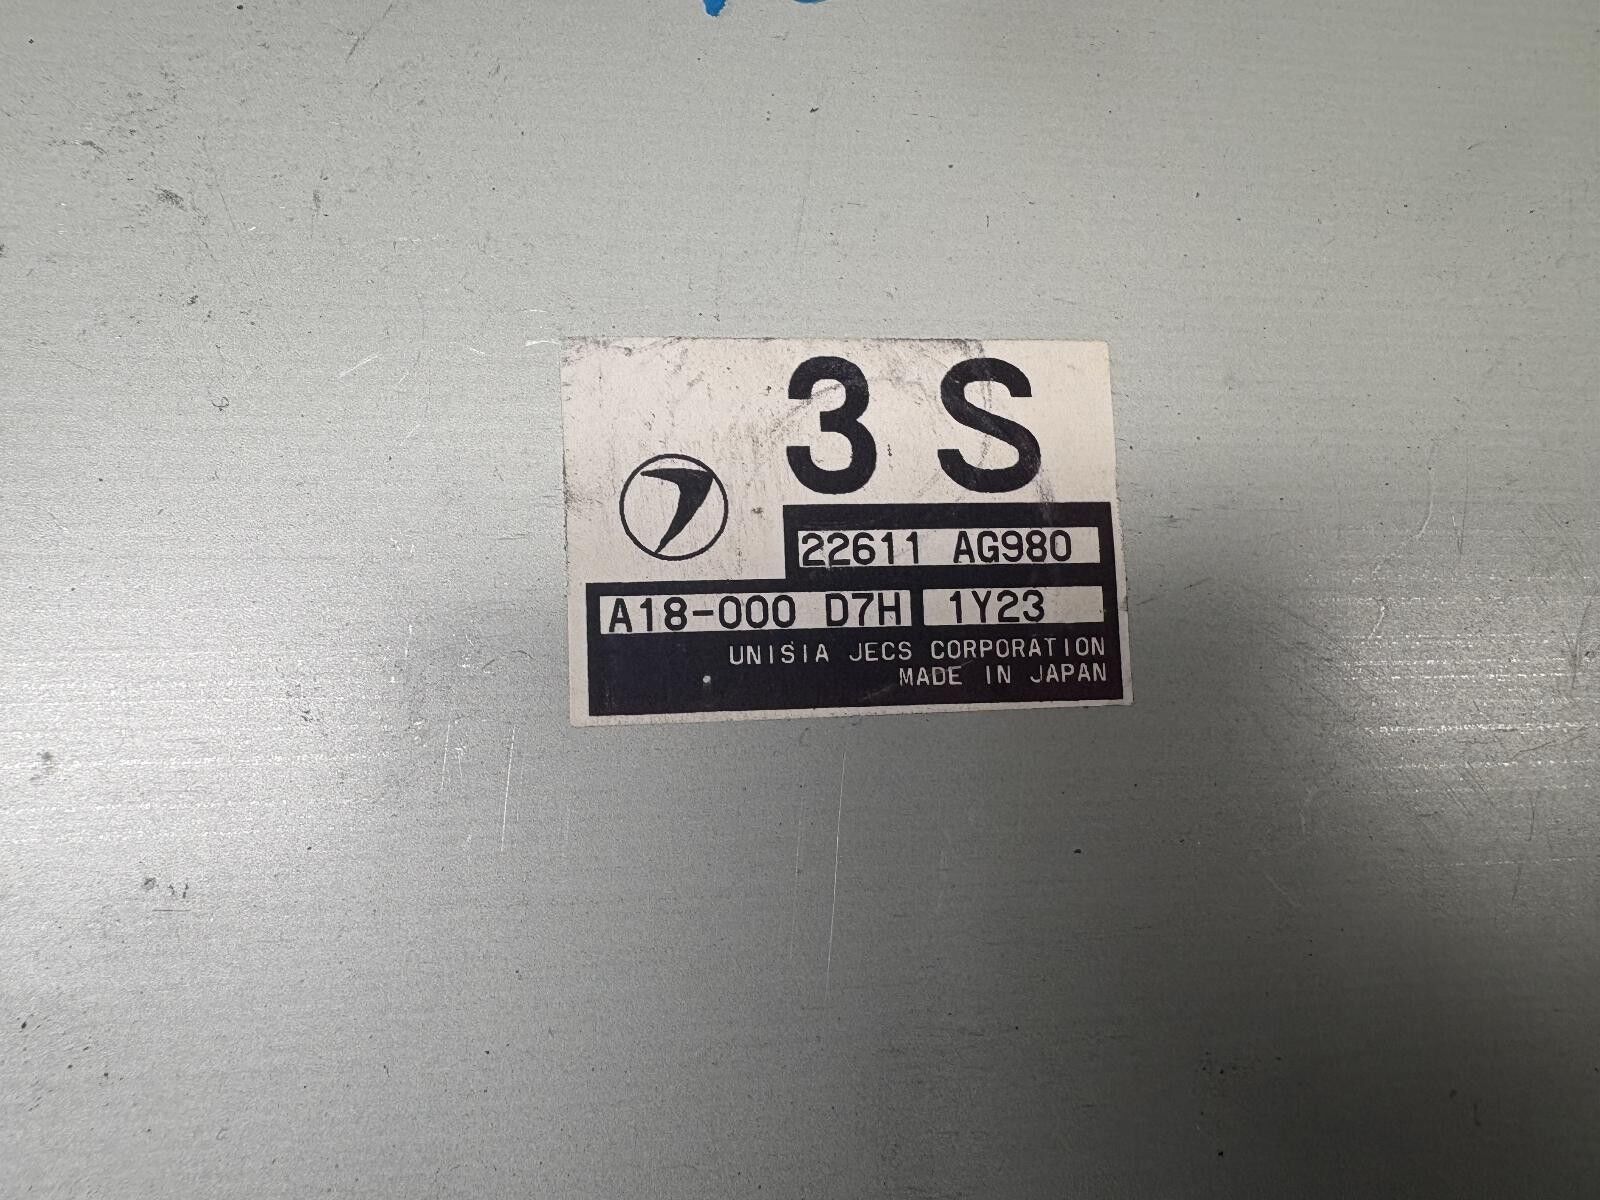 3 S
22611 AG980
A18-000 D7H 1Y23
UNISIA JECS CORPORATION
MADE IN JAPAN